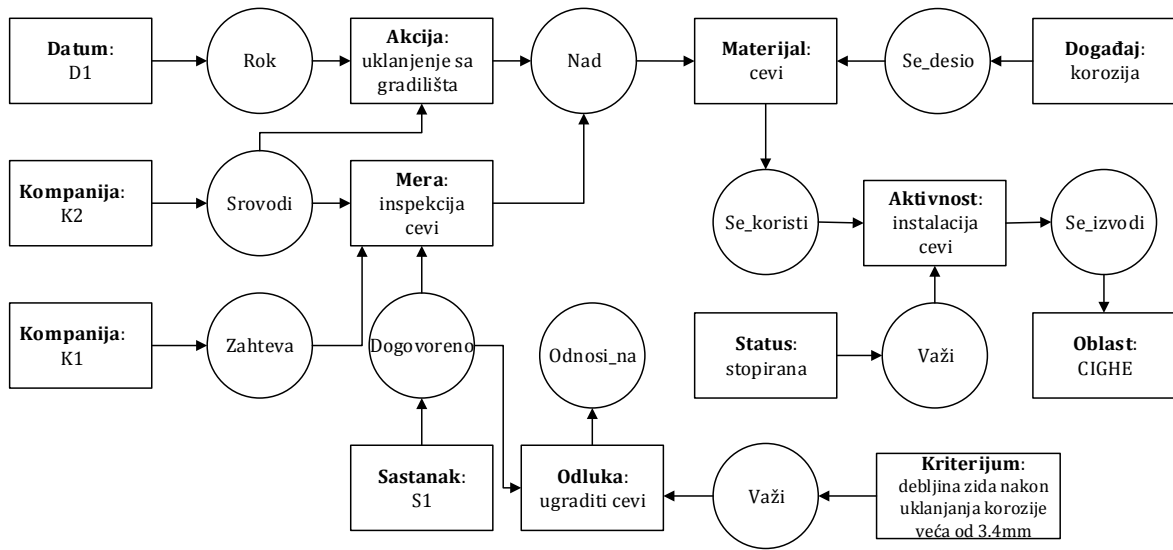 Datum:
D1
Rok
Akcija:
uklanjenje sa
gradilišta
Nad
Materijal:
cevi
Se_desio
Događaj:
korozija
Kompanija:
K2
Srovodi
Mera:
inspekcija
cevi
Se_koristi
Aktivnost:
instalacija
cevi
Se_izvodi
Kompanija:
K1
Zahteva
Dogovoreno
Odnosi_na
Status:
stopirana
Važi
Oblast:
CIGHE
Sastanak:
S1
Odluka:
ugraditi cevi
Važi
Kriterijum:
debljina zida nakon
uklanjanja korozije
veća od 3.4mm